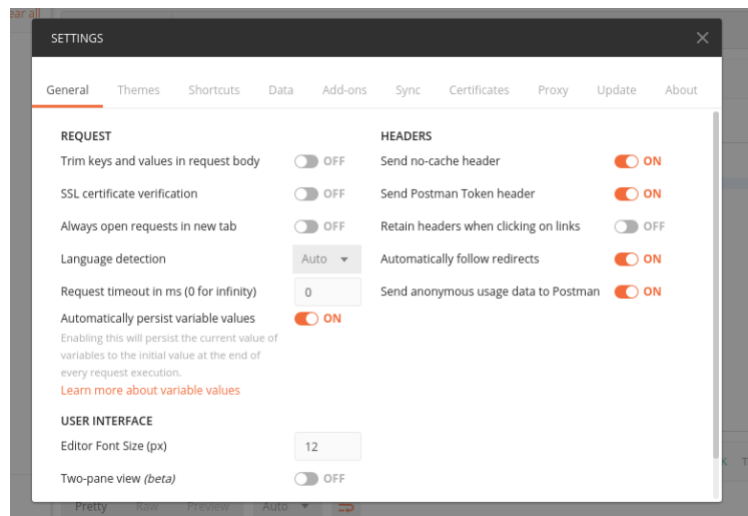 ear all
SETTINGS
General Themes Shortcuts Data Add-ons Sync Certificates Proxy Update About
REQUEST
Trim keys and values in request body OFF
SSL certificate verification OFF
Always open requests in new tab OFF
Language detection Auto
Request timeout in ms (0 for infinity) 0
Automatically persist variable values ON
Enabling this will persist the current value of
variables to the initial value at the end of
every request execution.
Learn more about variable values
USER INTERFACE
Editor Font Size (px) 12
Two-pane view (beta) OFF
HEADERS
Send no-cache header ON
Send Postman Token header ON
Retain headers when clicking on links OFF
Automatically follow redirects ON
Send anonymous usage data to Postman ON
Pretty Raw Preview Auto